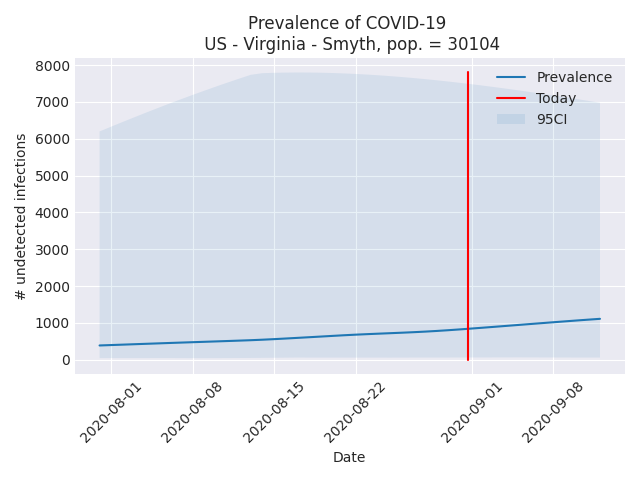 Prevalence of COVID-19
US - Virginia - Smyth, pop. = 30104
8000
7000
6000
5000
4000
3000
2000
1000
0
# undetected infections
Prevalence
Today
95CI
2020-08-01
2020-08-08
2020-08-15
2020-08-22
2020-09-01
2020-09-08
Date